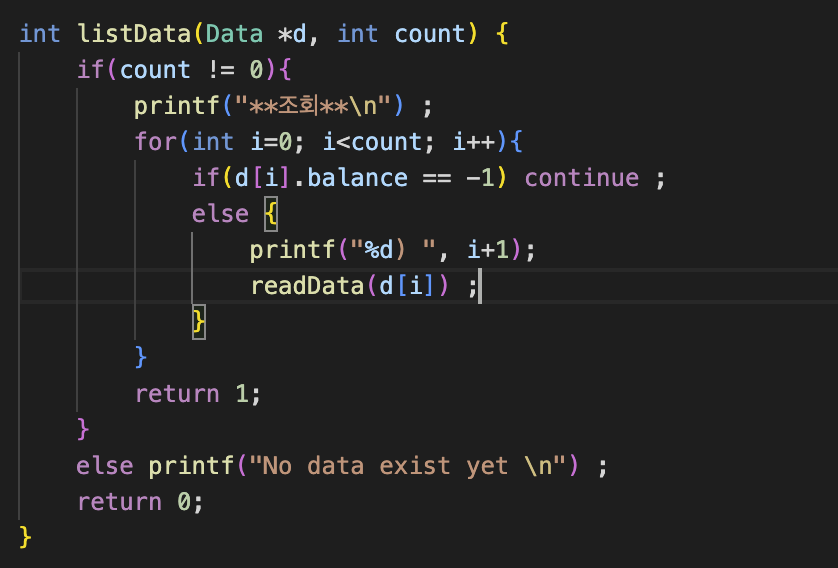 int listData(Data *d, int count) {
    if(count != 0){
        printf("**조회**\n") ;
        for(int i=0; i<count; i++){
            if(d[i].balance == -1) continue ;
            else {
                printf("%d) ", i+1);
                readData(d[i]) ;
            }
        }
        return 1;
    }
    else printf("No data exist yet \n") ;
    return 0;
}